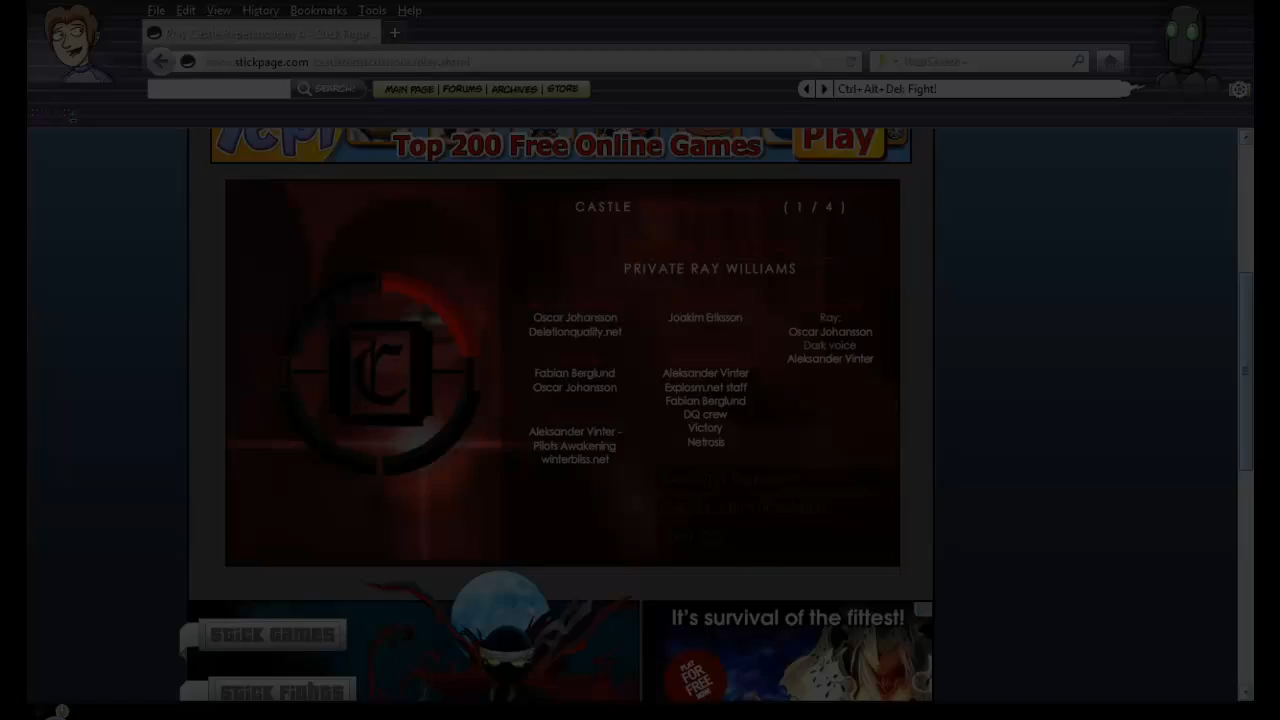 File Edit View History Bookmarks Tools Help
+
www.stickpage.com
SEARCH! MAIN PAGE | FORUMS | ARCHIVES | STORE Ctrl+Alt+Del: Fight!
Top 200 Free Online Games Play
CASTLE ( 1 / 4 )
PRIVATE RAY WILLIAMS
Oscar Johansson
Deletionquality.net
Joakim Eriksson
Ray;
Oscar Johansson
Dark voice
Aleksander Vinter
Fabian Berglund
Oscar Johansson
Aleksander Vinter
Explosm.net staff
Fabian Berglund
DQ crew
Victory
Netrosis
Aleksander Vinter -
Pilots Awakening
winterbliss.net
It's survival of the fittest!
STICK GAMES
PLAY
FOR
FREE
NOW!
STICK FIGHTS